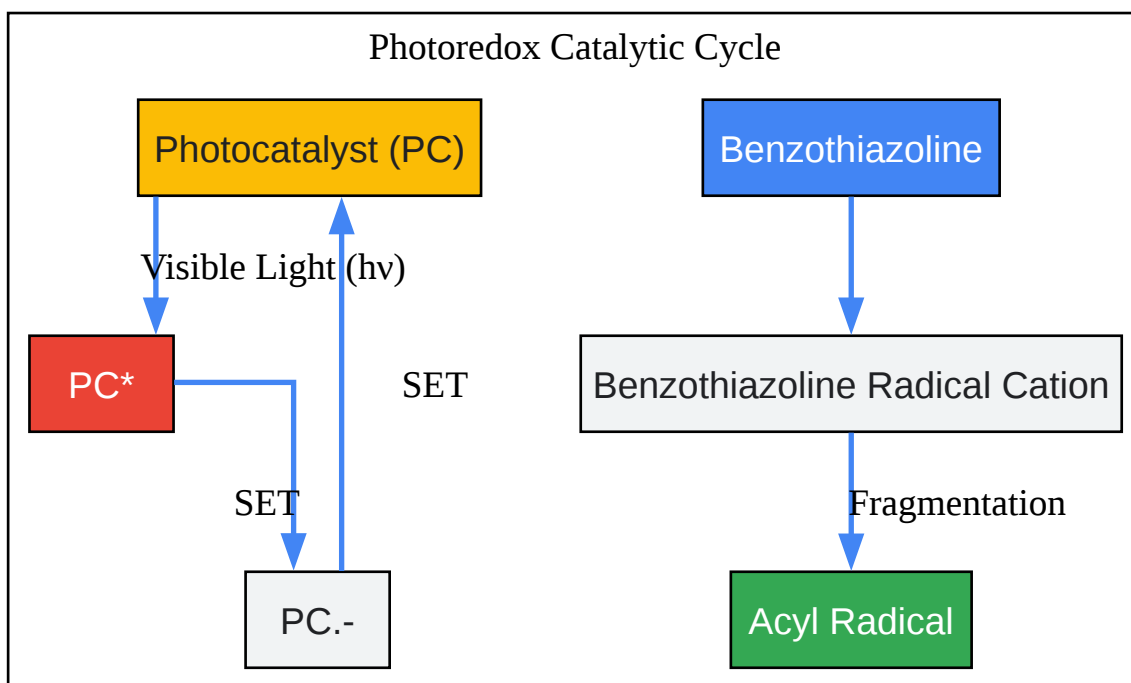 Photoredox Catalytic Cycle
Photocatalyst (PC)
Benzothiazoline
Visible Light (hν)
PC*
SET
Benzothiazoline Radical Cation
SET
Fragmentation
PC.-
Acyl Radical